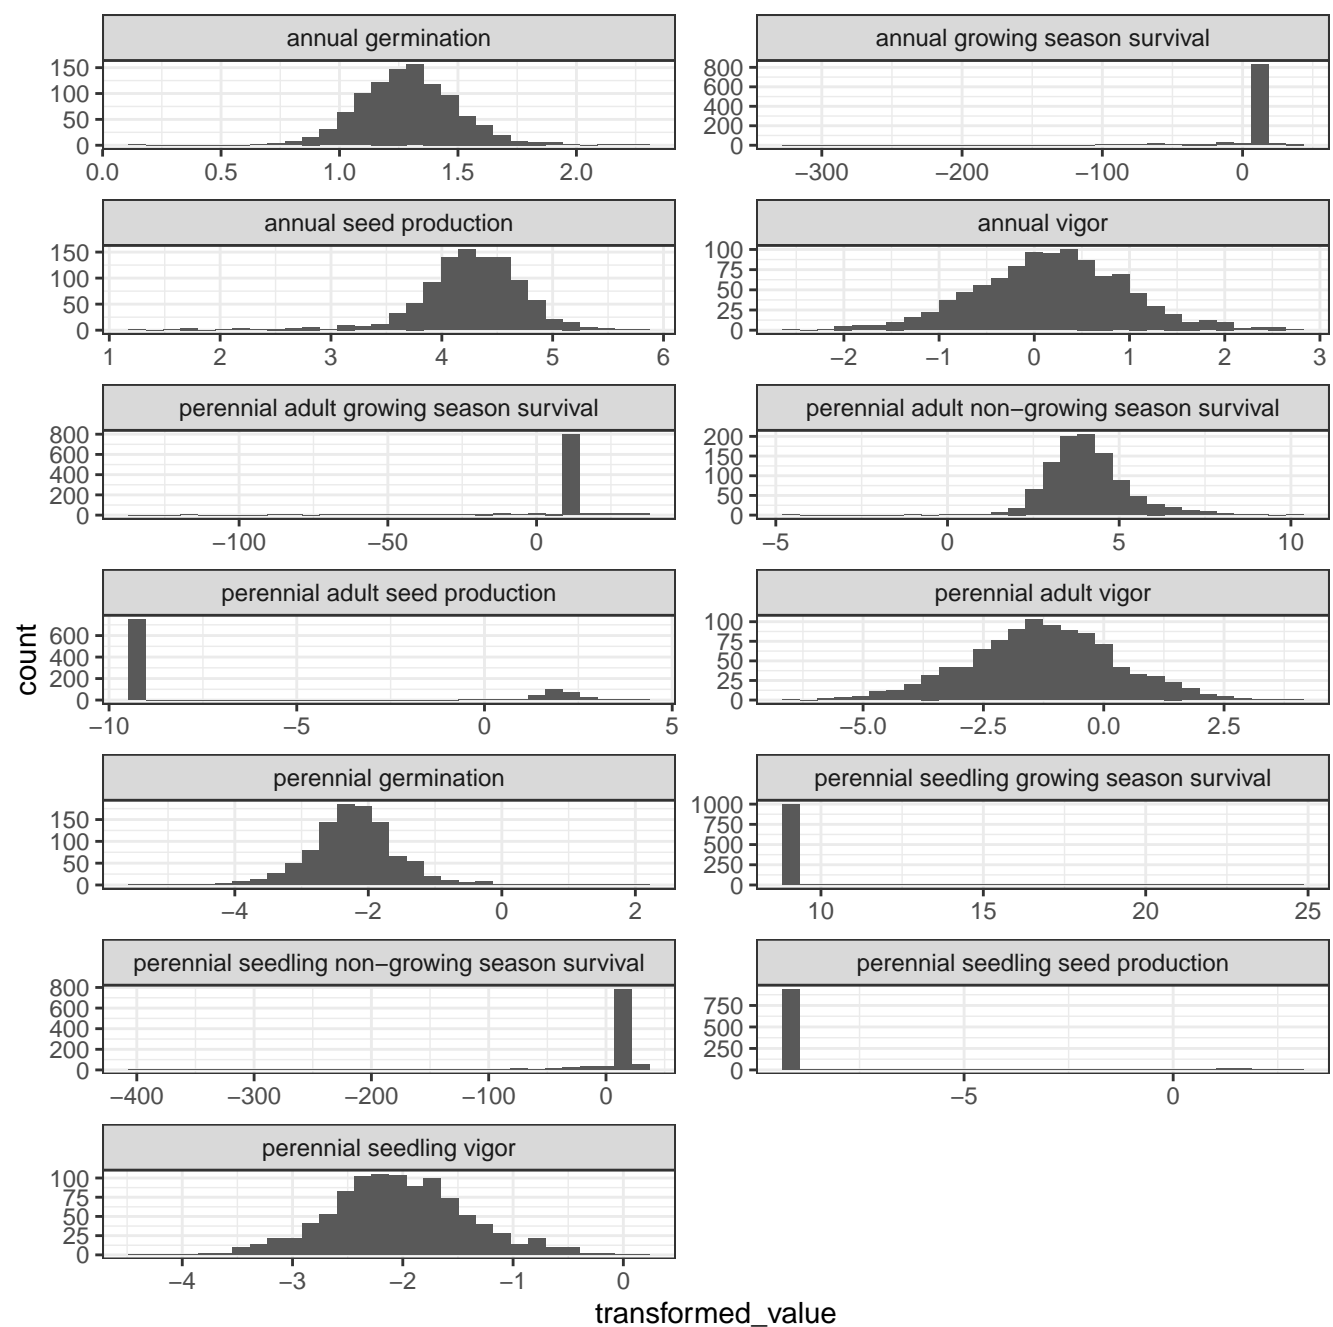 annual germination
150
100
50
0
0.0 0.5 1.0 1.5 2.0
annual growing season survival
800
600
400
200
0
−300 −200 −100 0
annual seed production
150
100
50
0
1 2 3 4 5 6
annual vigor
100
75
50
25
0
−2 −1 0 1 2 3
perennial adult growing season survival
800
600
400
200
0
−100 −50 0
perennial adult non−growing season survival
200
150
100
50
0
−5 0 5 10
perennial adult seed production
600
400
200
0
−10 −5 0 5
perennial adult vigor
100
75
50
25
0
−5.0 −2.5 0.0 2.5
count
perennial germination
150
100
50
0
−4 −2 0 2
perennial seedling growing season survival
1000
750
500
250
0
10 15 20 25
perennial seedling non−growing season survival
800
600
400
200
0
−400 −300 −200 −100 0
perennial seedling seed production
750
500
250
0
−5 0
perennial seedling vigor
100
75
50
25
0
−4 −3 −2 −1 0
transformed_value